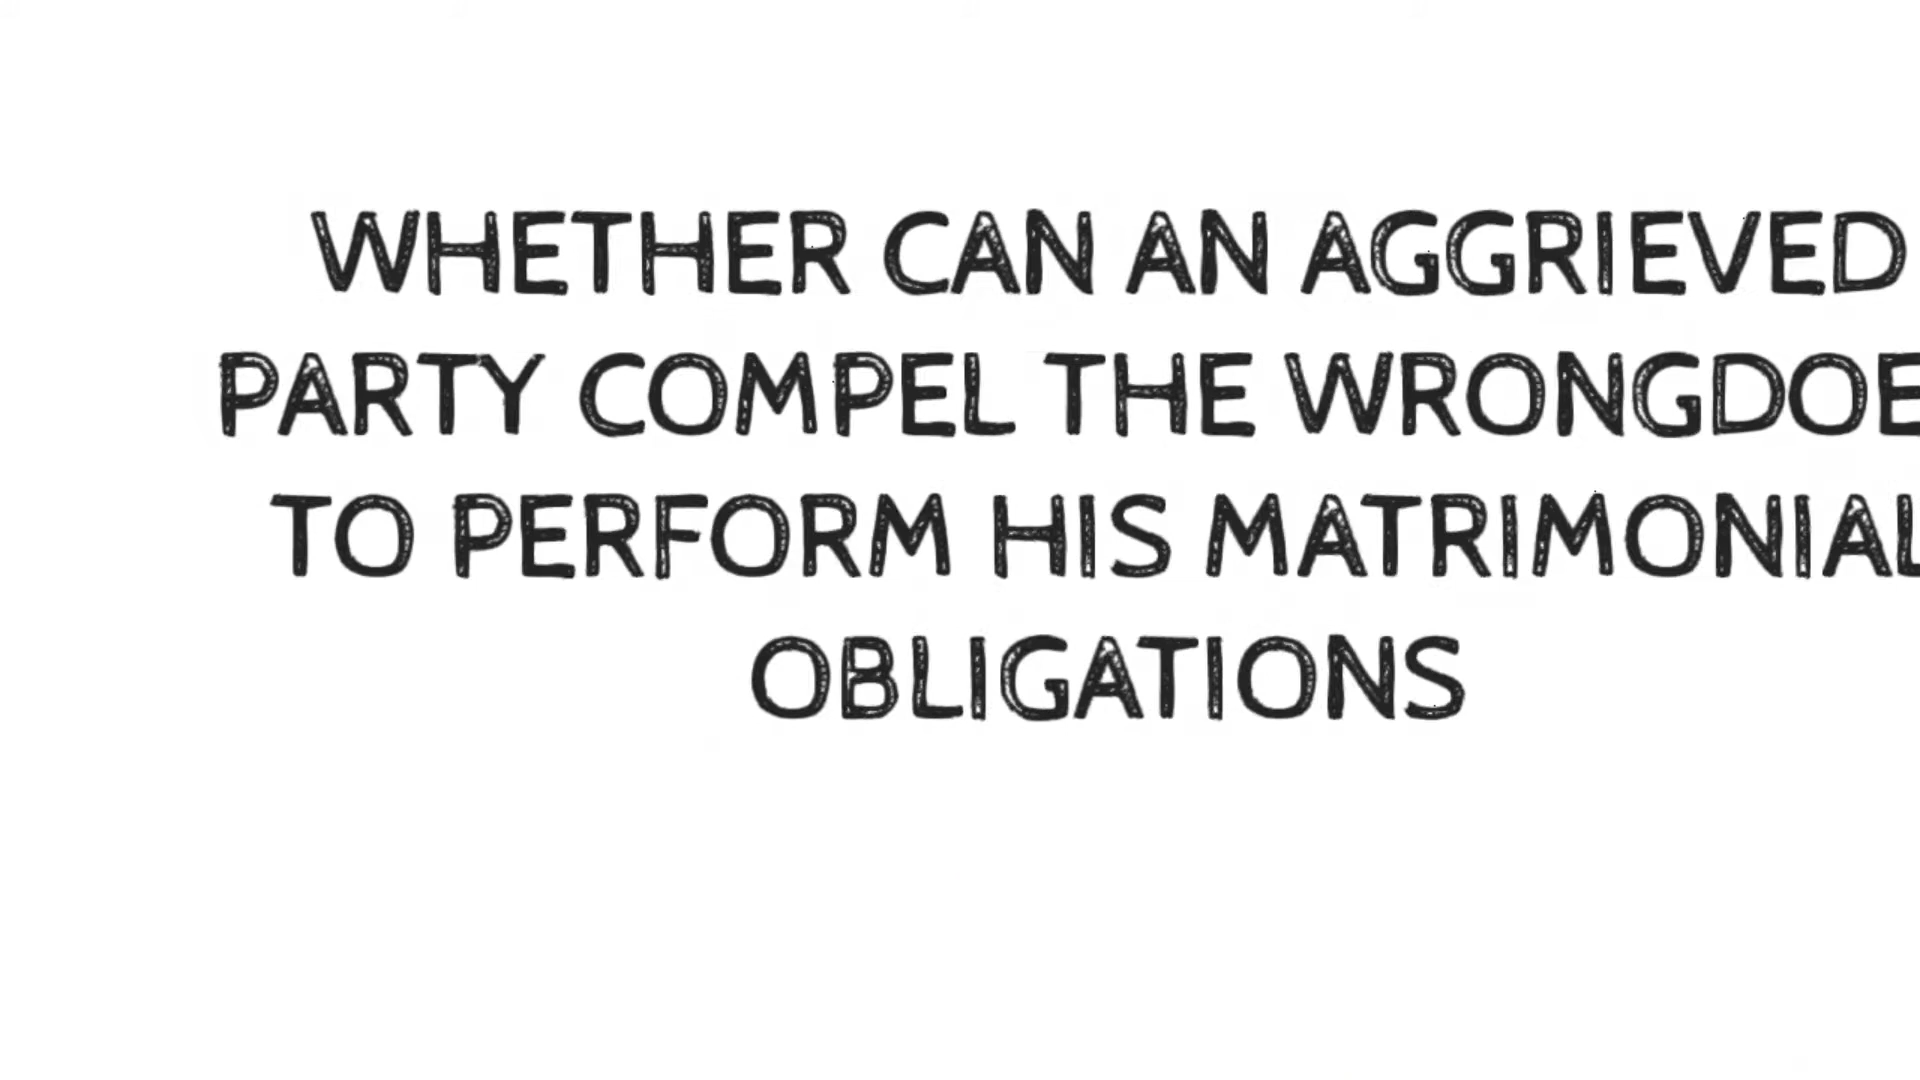 WHETHER CAN AN AGGRIEVED
PARTY COMPEL THE WRONGDOE
TO PERFORM HIS MATRIMONIAL
OBLIGATIONS